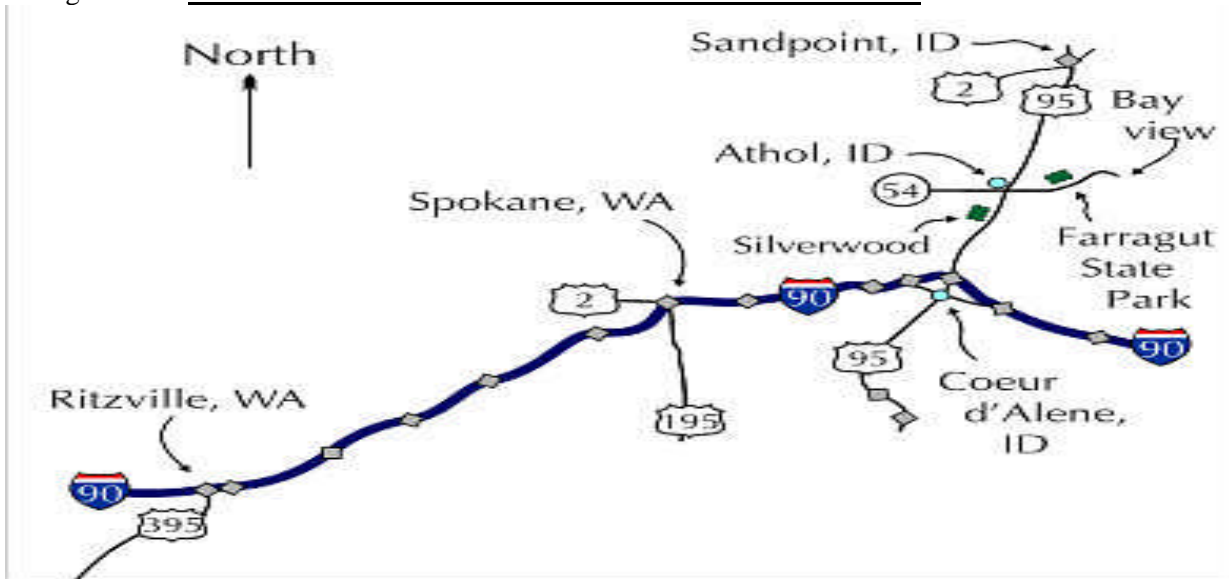 North
Sandpoint, ID
2
95
Bay
view
Athol, ID
54
Spokane, WA
Silverwood
Farragut
State
Park
2
90
90
95
Coeur
d'Alene,
ID
Ritzville, WA
195
90
395